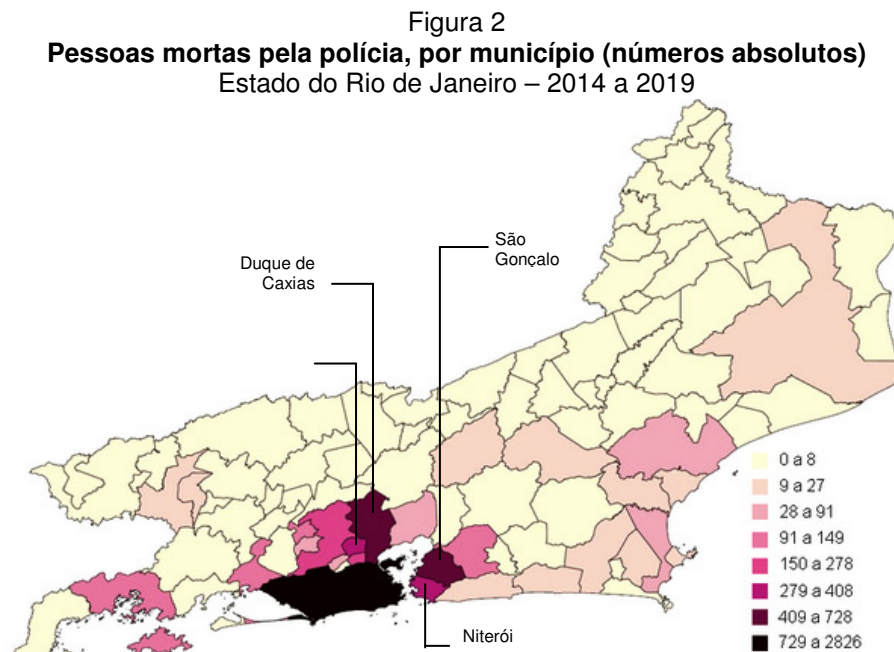 Figura 2
Pessoas mortas pela polícia, por município (números absolutos)
Estado do Rio de Janeiro – 2014 a 2019
São
Gonçalo
Duque de
Caxias
Niterói
0 a 8
9 a 27
28 a 91
91 a 149
150 a 278
279 a 408
409 a 728
729 a 2826